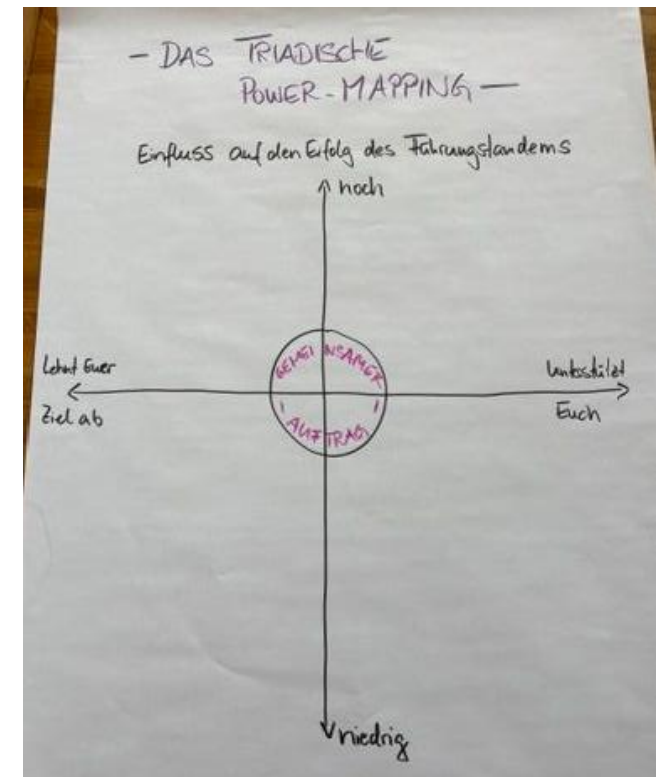 - DAS TRIADISCHE
POWER-MAPPING -
Einfluss auf den Erfolg des Führungstandems
hoch
GEMEINSAMER
- AUFTRAG -
Lehnt Euer
Ziel ab
Unterstützt
Euch
niedrig